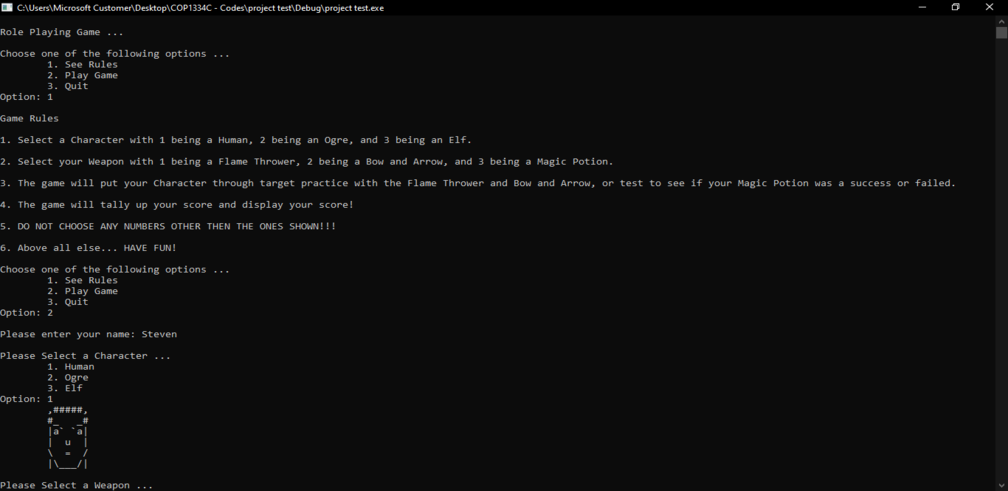 C:\Users\Microsoft Customer\Desktop\COP1334C - Codes\project test\Debug\project test.exe
Role Playing Game ...
Choose one of the following options ...
1. See Rules
2. Play Game
3. Quit
Option: 1
Game Rules
1. Select a Character with 1 being a Human, 2 being an Ogre, and 3 being an Elf.
2. Select your Weapon with 1 being a Flame Thrower, 2 being a Bow and Arrow, and 3 being a Magic Potion.
3. The game will put your Character through target practice with the Flame Thrower and Bow and Arrow, or test to see if your Magic Potion was a success or failed.
4. The game will tally up your score and display your score!
5. DO NOT CHOOSE ANY NUMBERS OTHER THEN THE ONES SHOWN!!!
6. Above all else... HAVE FUN!
Choose one of the following options ...
1. See Rules
2. Play Game
3. Quit
Option: 2
Please enter your name: Steven
Please Select a Character ...
1. Human
2. Ogre
3. Elf
Option: 1
,#####,
#_   _#
|a` `a|
|  u  |
\  =  /
|\___/|
Please Select a Weapon ...